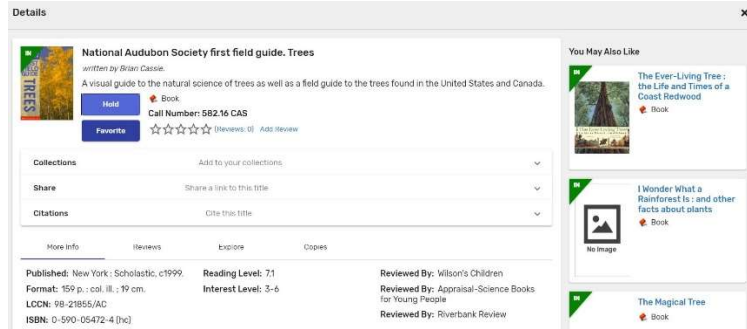 Details
×
IN
TREES
National Audubon Society first field guide. Trees
written by Brian Cassie.
A visual guide to the natural science of trees as well as a field guide to the trees found in the United States and Canada.
Hold
Book
Call Number: 582.16 CAS
Favorite
(Reviews: 0) Add Review
Collections Add to your collections
Share Share a link to this title
Citations Cite this title
More Info Reviews Explore Copies
Published: New York : Scholastic, c1999.
Format: 159 p. : col. ill. ; 19 cm.
LCCN: 98-21855/AC
ISBN: 0-590-05472-4 (hc)
Reading Level: 7.1
Interest Level: 3-6
Reviewed By: Wilson's Children
Reviewed By: Appraisal-Science Books
for Young People
Reviewed By: Riverbank Review
You May Also Like
IN
The Ever-Living Tree :
the Life and Times of a
Coast Redwood
Book
IN
No Image
I Wonder What a
Rainforest Is : and other
facts about plants
Book
IN
The Magical Tree
Book